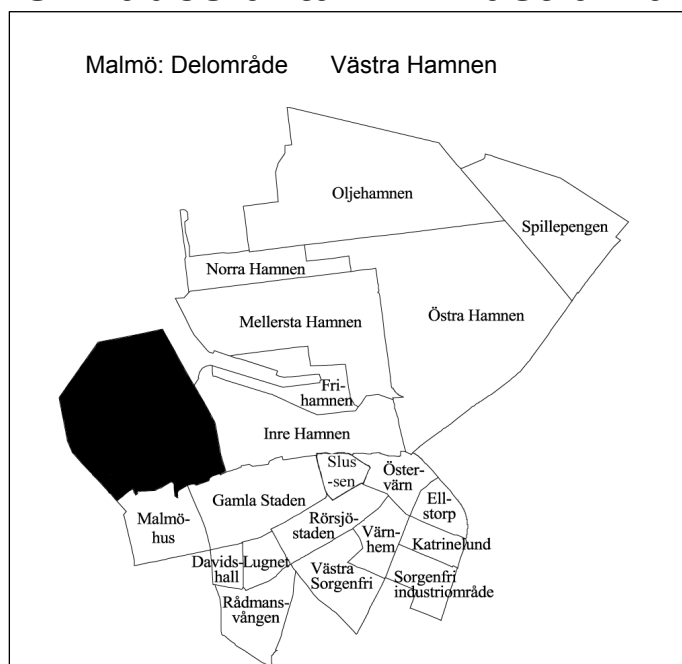 Malmö: Delområde Västra Hamnen
Oljehamnen
Spillepengen
Norra Hamnen
Östra Hamnen
Mellersta Hamnen
Fri-
hamnen
Inre Hamnen
Slus
-sen
Öster-
värn
Gamla Staden
Ell-
storp
Malmö-
hus
Rörsjö-
staden
Värn-
hem
Katrinelund
Davids-
hall
Lugnet
Västra
Sorgenfri
Sorgenfri
industriområde
Rådmans-
vången